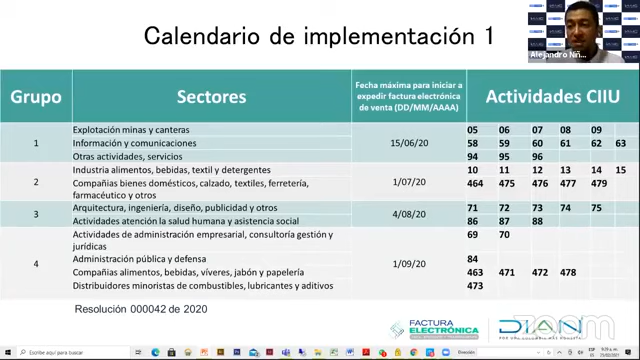 Calendario de implementación 1
Alejandro Niñ...
Grupo
Sectores
Fecha máxima para iniciar a
expedir factura electrónica
de venta (DD/MM/AAAA)
Actividades CIIU
1
Explotación minas y canteras
Información y comunicaciones
Otras actividades, servicios
15/06/20
05 06 07 08 09
58 59 60 61 62 63
94 95 96
2
Industria alimentos, bebidas, textil y detergentes
Compañías bienes domésticos, calzado, textiles, ferretería,
farmacéutico y otros
1/07/20
10 11 12 13 14 15
464 475 476 477 479
3
Arquitectura, ingeniería, diseño, publicidad y otros
Actividades atención la salud humana y asistencia social
4/08/20
71 72 73 74 75
86 87 88
4
Actividades de administración empresarial, consultoría gestión y
jurídicas
Administración pública y defensa
Compañías alimentos, bebidas, víveres, jabón y papelería
Distribuidores minoristas de combustibles, lubricantes y aditivos
1/09/20
69 70
84
463 471 472 478
473
Resolución 000042 de 2020
FACTURA
ELECTRÓNICA
DIAN
zoom
Escribe aquí para buscar
Dirección
ESP